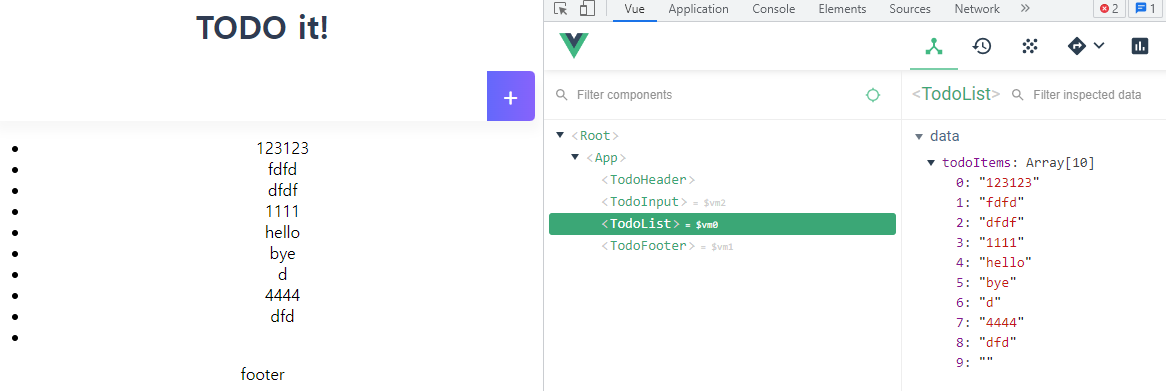 TODO it!
+
123123
fdfd
dfdf
1111
hello
bye
d
4444
dfd
footer
Vue Application Console Elements Sources Network » 2 1
Filter components
<Root>
<App>
<TodoHeader>
<TodoInput> = $vm2
<TodoList> = $vm0
<TodoFooter> = $vm1
<TodoList> Filter inspected data
data
todoItems: Array[10]
0: "123123"
1: "fdfd"
2: "dfdf"
3: "1111"
4: "hello"
5: "bye"
6: "d"
7: "4444"
8: "dfd"
9: ""